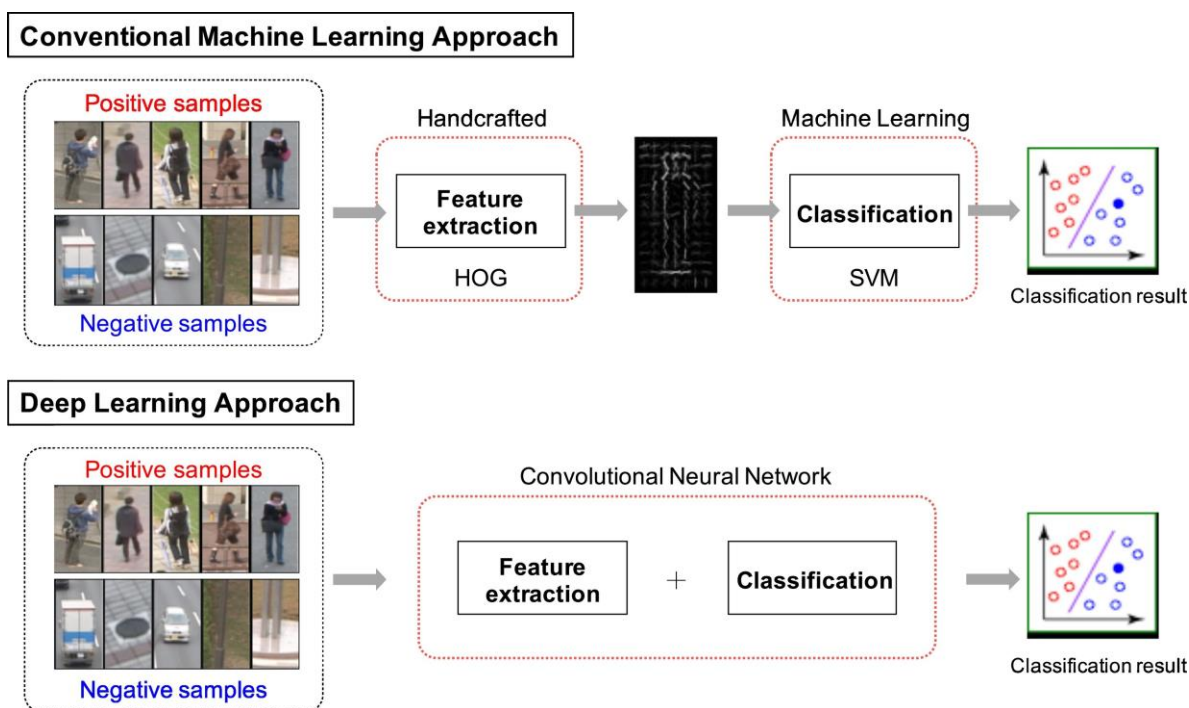 Conventional Machine Learning Approach
Positive samples
Negative samples
Handcrafted
Feature
extraction
HOG
Machine Learning
Classification
SVM
Classification result
Deep Learning Approach
Positive samples
Negative samples
Convolutional Neural Network
Feature
extraction
+
Classification
Classification result